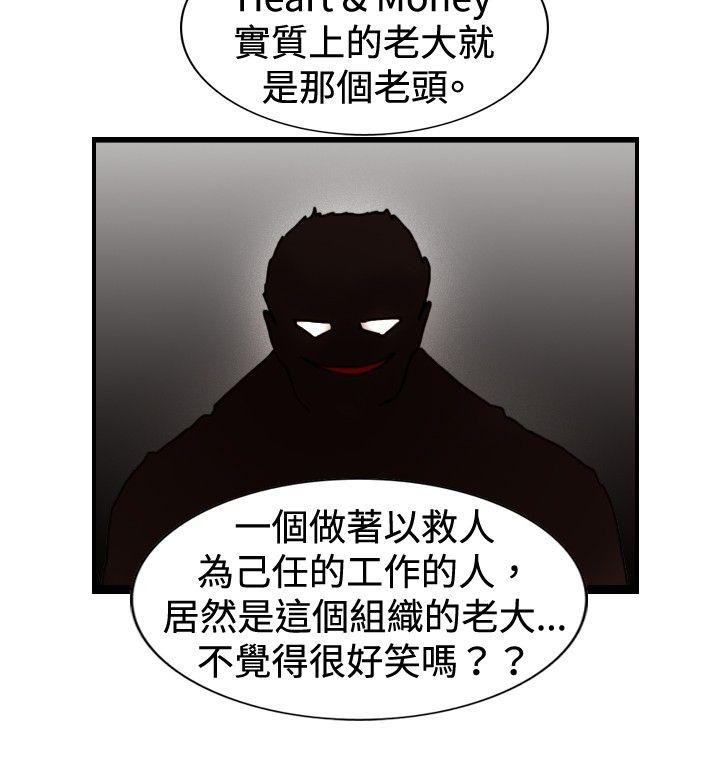 Heart & Money
實質上的老大就
是那個老頭。
一個做著以救人
為己任的工作的人，
居然是這個組織的老大...
不覺得很好笑嗎？？